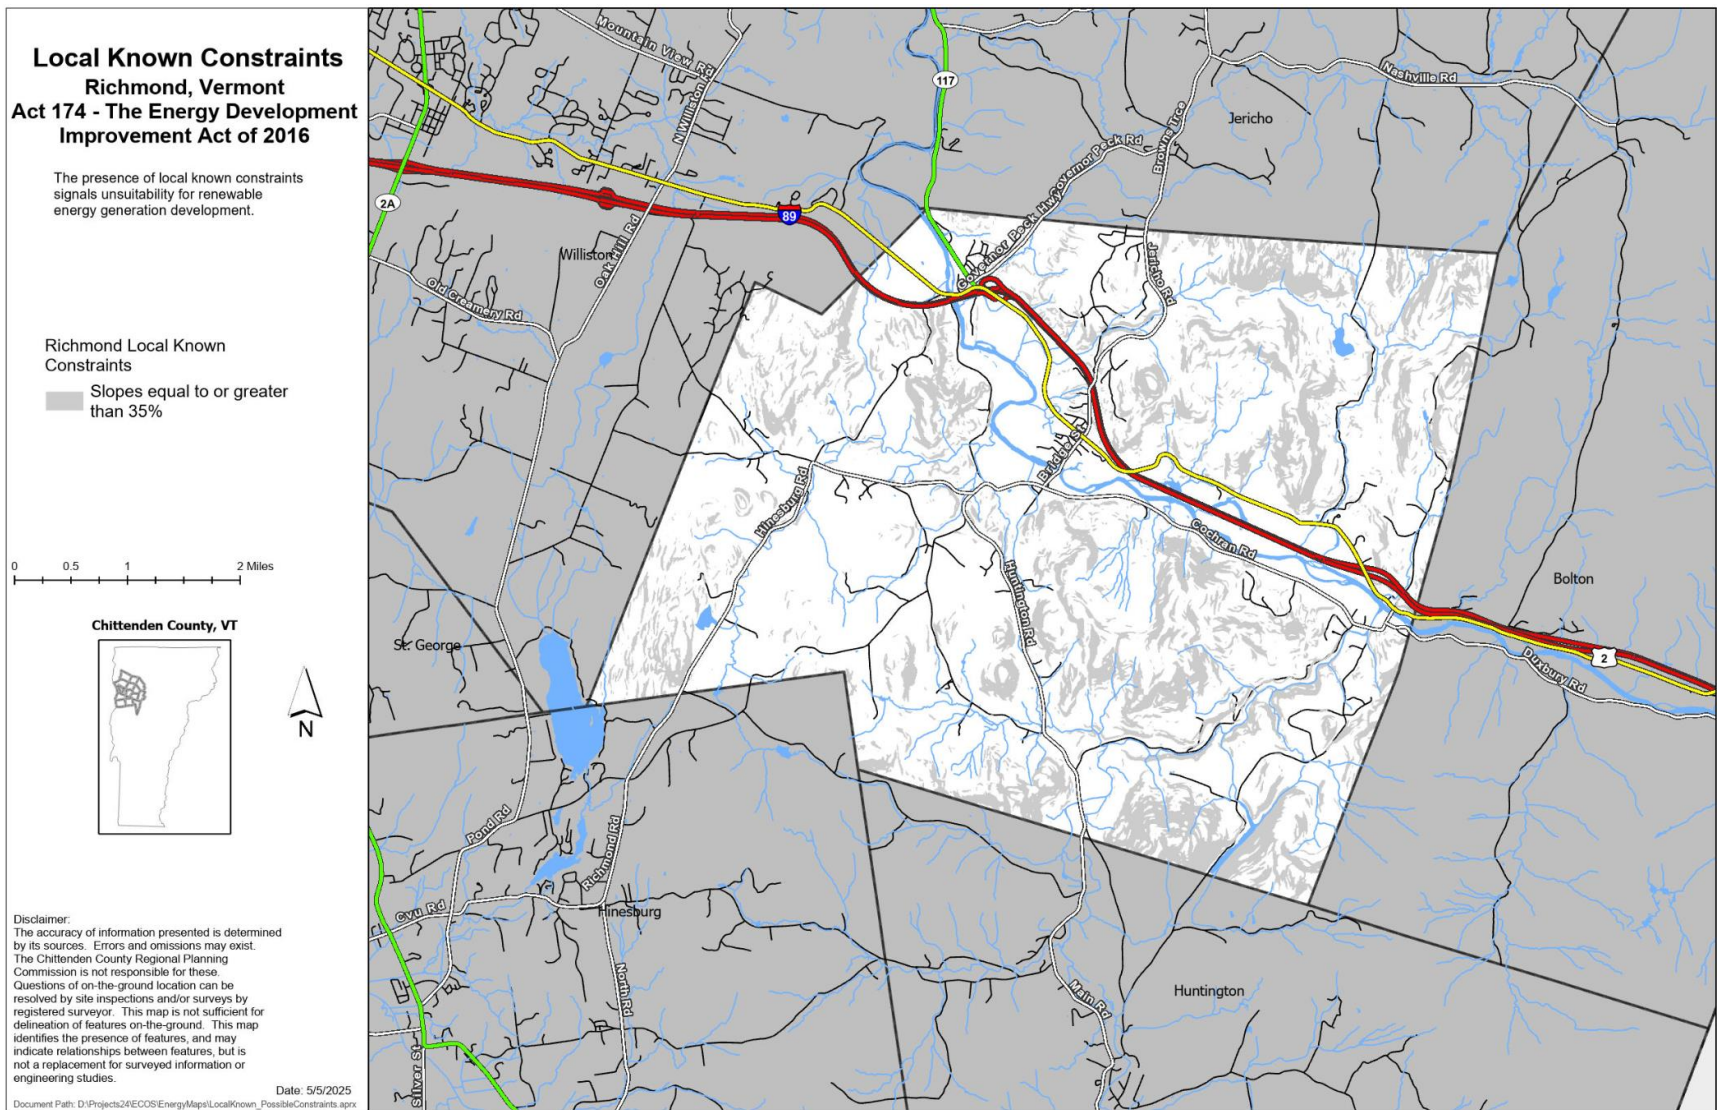 Local Known Constraints
Richmond, Vermont
Act 174 - The Energy Development
Improvement Act of 2016
The presence of local known constraints
signals unsuitability for renewable
energy generation development.
Richmond Local Known
Constraints
Slopes equal to or greater
than 35%
0 0.5 1 2 Miles
Chittenden County, VT
N
Disclaimer:
The accuracy of information presented is determined
by its sources. Errors and omissions may exist.
The Chittenden County Regional Planning
Commission is not responsible for these.
Questions of on-the-ground location can be
resolved by site inspections and/or surveys by
registered surveyor. This map is not sufficient for
delineation of features on-the-ground. This map
identifies the presence of features, and may
indicate relationships between features, but is
not a replacement for surveyed information or
engineering studies.
Date: 5/5/2025
Document Path: D:\Projects24\ECOS\EnergyMaps\LocalKnown_PossibleConstraints.aprx
Mountain View Rd
N Williston Rd
117
Nashville Rd
Jericho
Governor Peck Rd
Browns Trce
2A
89
Governor Peck Hwy
Williston
Oak Hill Rd
Jericho Rd
Old Creamery Rd
Bridge St
Hinesburg Rd
Cochran Rd
Huntington Rd
Bolton
St. George
2
Duxbury Rd
Pond Rd
Richmond Rd
Cvu Rd
Hinesburg
North Rd
Main Rd
Huntington
Silver St